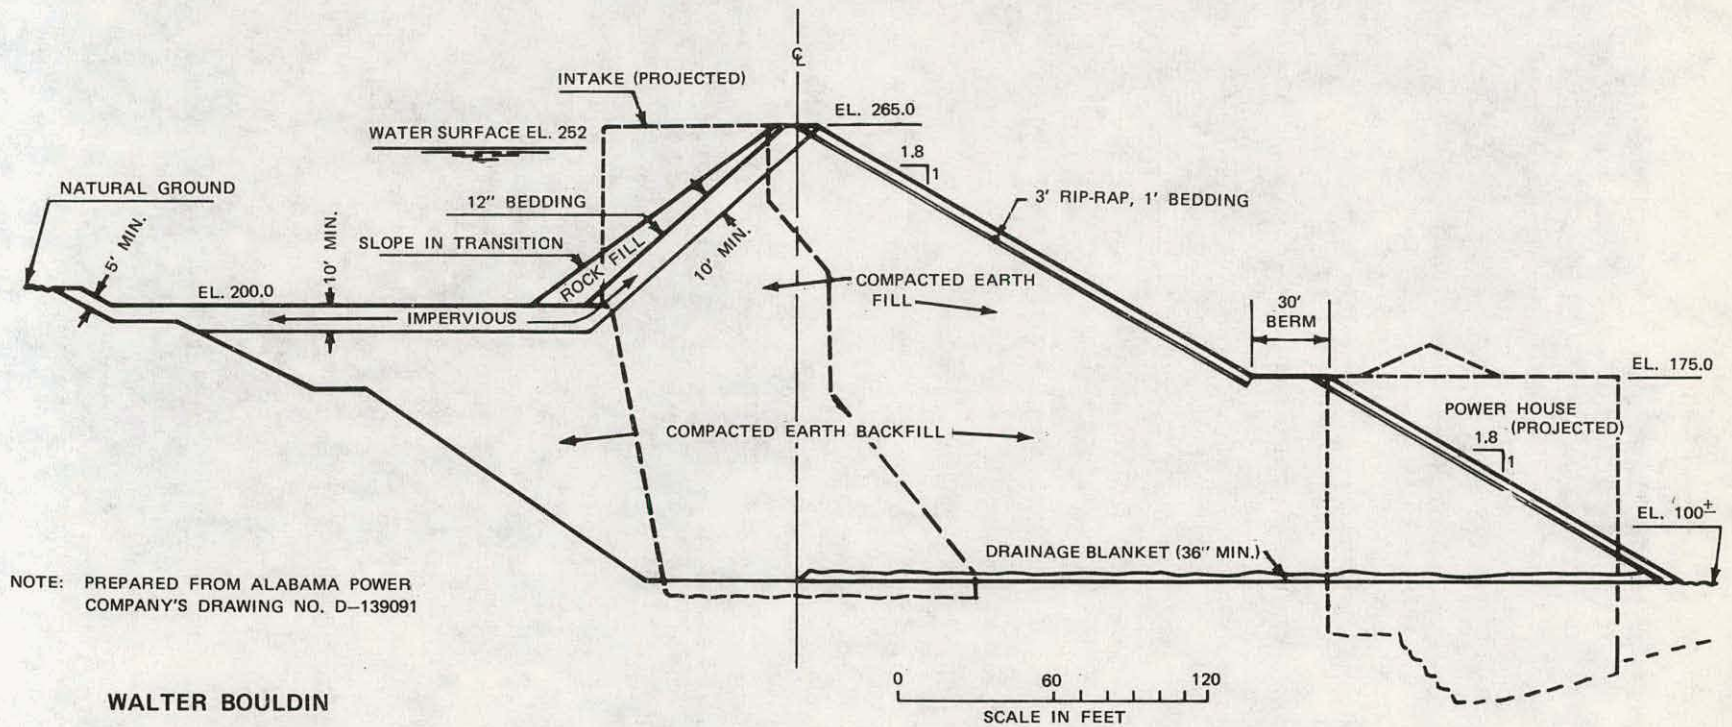 ℄
INTAKE (PROJECTED)
EL. 265.0
WATER SURFACE EL. 252
1.8
1
NATURAL GROUND
12" BEDDING
3' RIP-RAP, 1' BEDDING
5' MIN.
10' MIN.
SLOPE IN TRANSITION
ROCK FILL
10' MIN.
COMPACTED EARTH
FILL
EL. 200.0
IMPERVIOUS
30'
BERM
EL. 175.0
POWER HOUSE
(PROJECTED)
1.8
1
COMPACTED EARTH BACKFILL
EL. 100±
DRAINAGE BLANKET (36" MIN.)
NOTE: PREPARED FROM ALABAMA POWER
COMPANY'S DRAWING NO. D-139091
WALTER BOULDIN
0 60 120
SCALE IN FEET